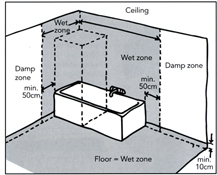 Ceiling
Wet
zone
Damp
zone
Wet zone
Damp zone
min.
50cm
min.
50cm
Floor = Wet zone
min.
10cm